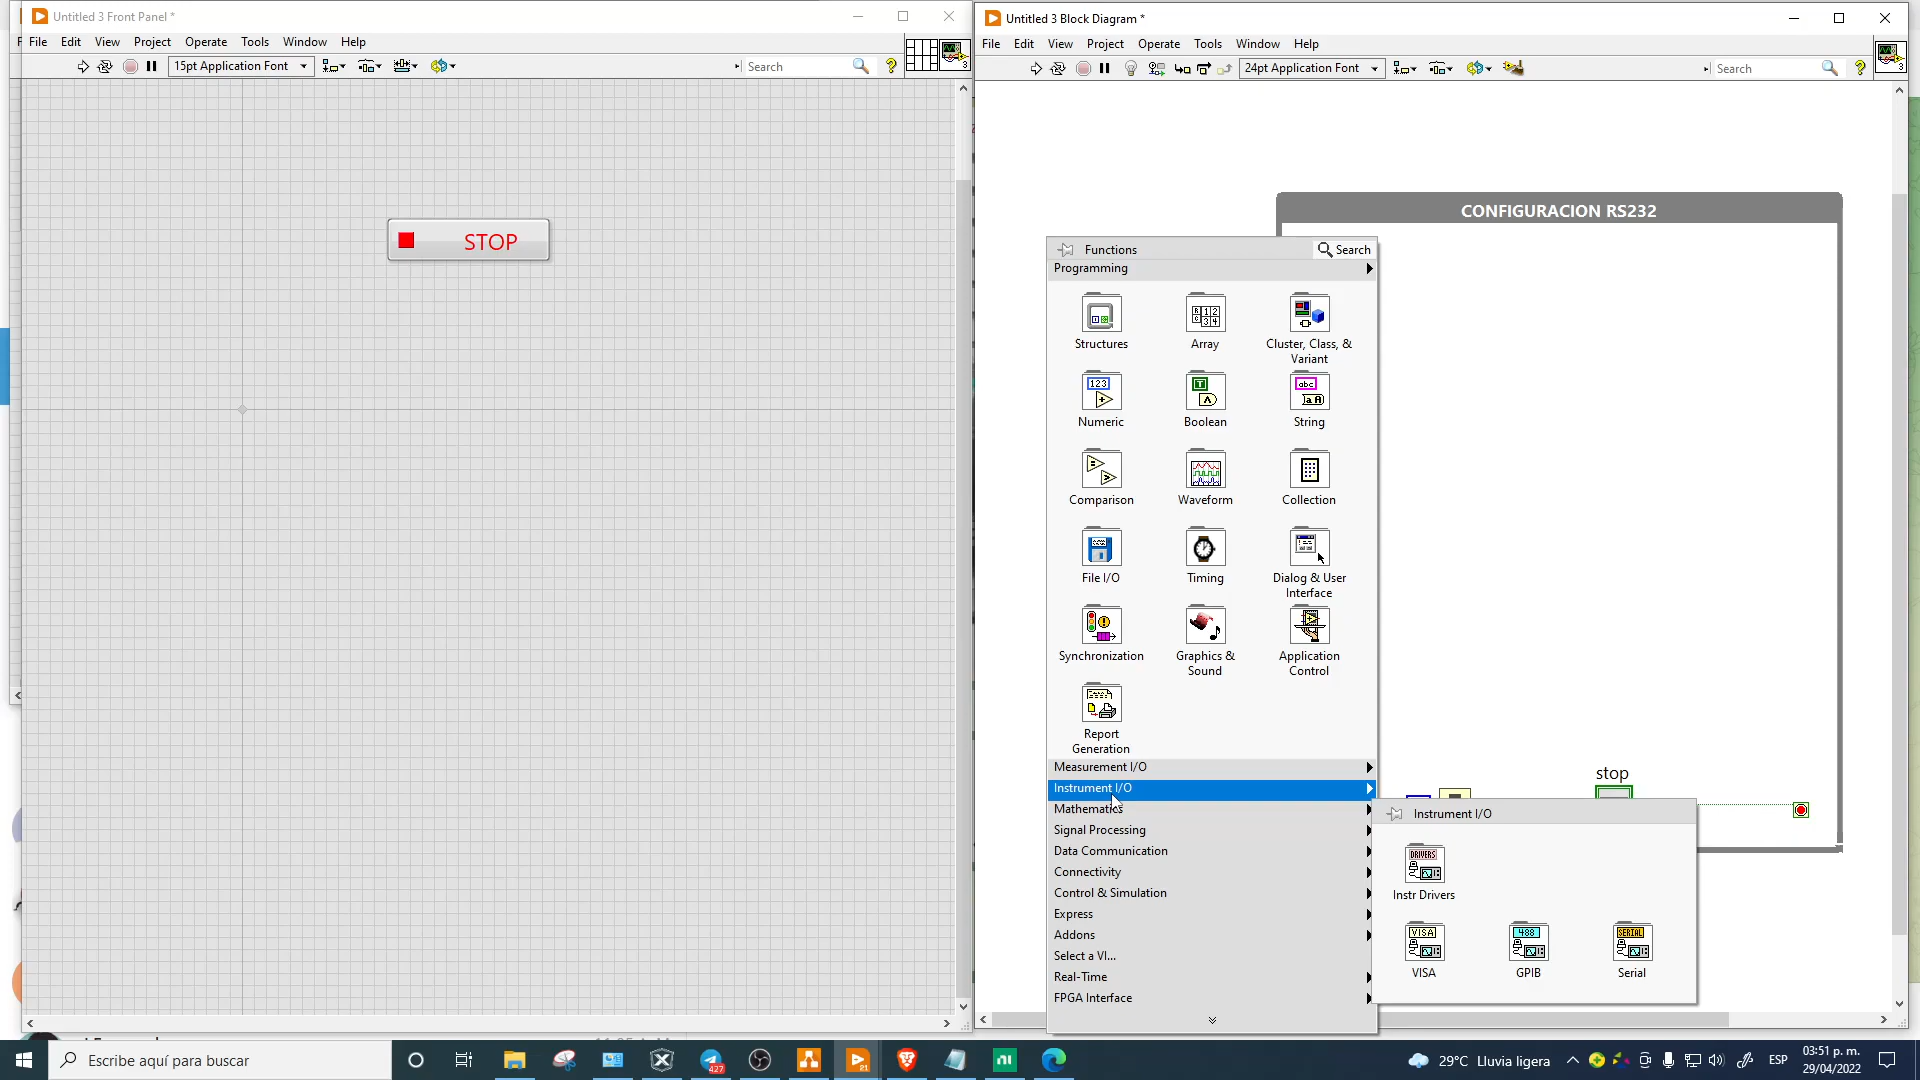 Untitled 3 Front Panel *
File Edit View Project Operate Tools Window Help
15pt Application Font
Search
STOP
Untitled 3 Block Diagram *
File Edit View Project Operate Tools Window Help
24pt Application Font
Search
CONFIGURACION RS232
Functions
Search
Programming
Structures
Array
Cluster, Class, &
Variant
Numeric
Boolean
String
Comparison
Waveform
Collection
File I/O
Timing
Dialog & User
Interface
Synchronization
Graphics &
Sound
Application
Control
Report
Generation
Measurement I/O
Instrument I/O
Mathematics
Signal Processing
Data Communication
Connectivity
Control & Simulation
Express
Addons
Select a VI...
Real-Time
FPGA Interface
stop
Instrument I/O
DRIVERS
Instr Drivers
VISA
VISA
488
GPIB
SERIAL
Serial
Escribe aquí para buscar
427
29°C Lluvia ligera
ESP
03:51 p. m.
29/04/2022